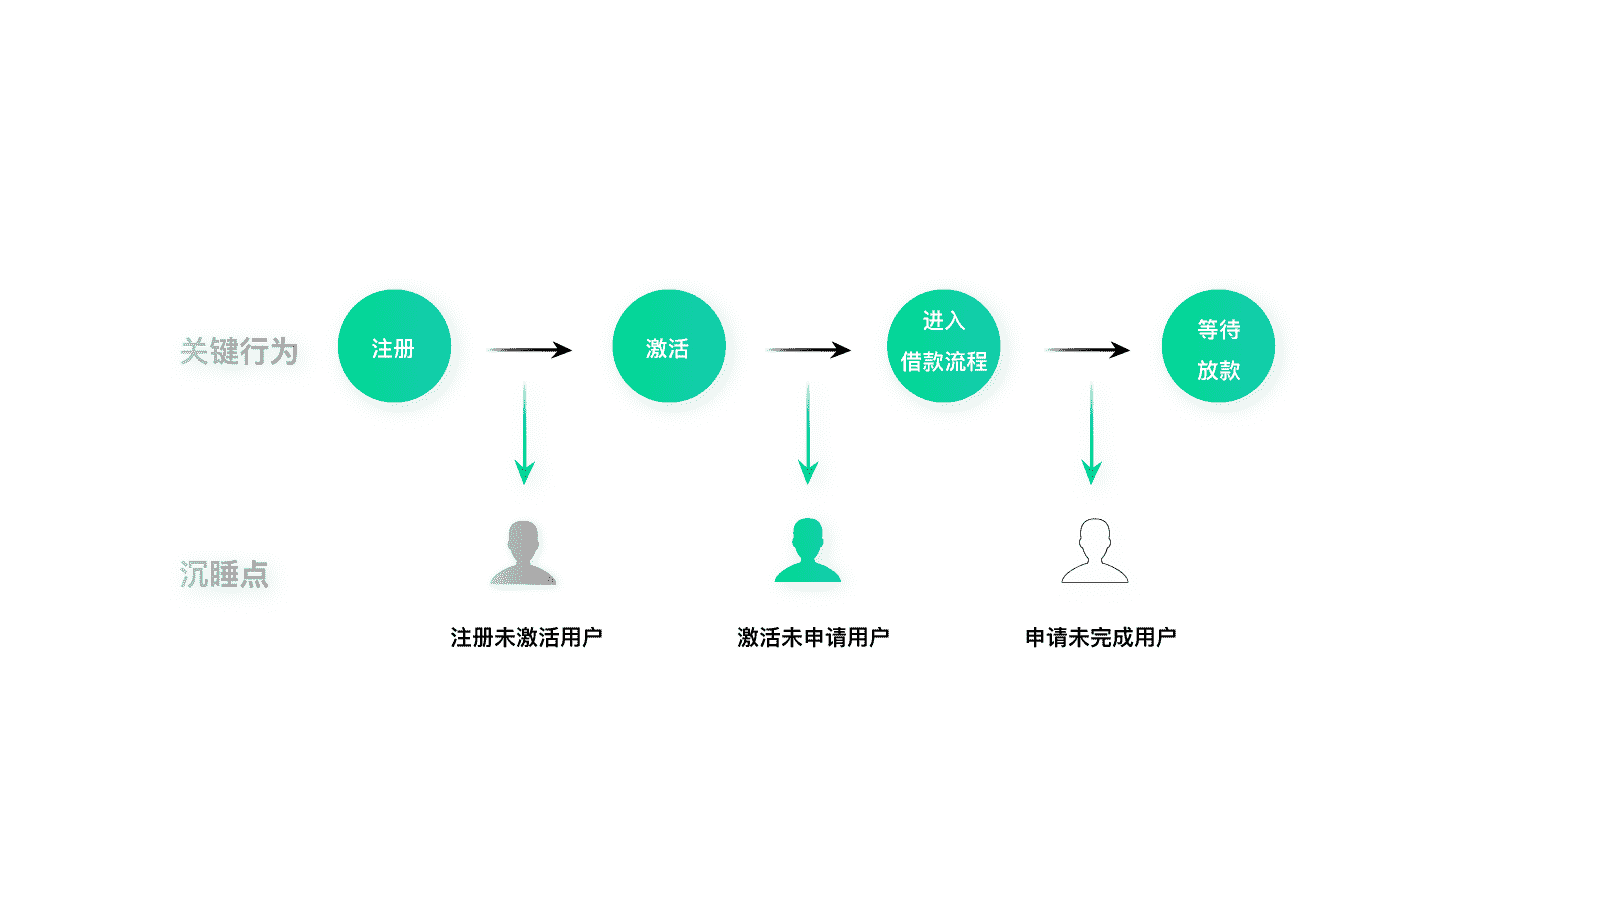 关键行为
注册
激活
进入
借款流程
等待
放款
沉睡点
注册未激活用户
激活未申请用户
申请未完成用户